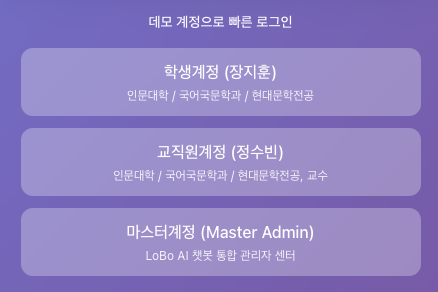 데모 계정으로 빠른 로그인
학생계정 (장지훈)
인문대학 / 국어국문학과 / 현대문학전공
교직원계정 (정수빈)
인문대학 / 국어국문학과 / 현대문학전공, 교수
마스터계정 (Master Admin)
LoBo AI 챗봇 통합 관리자 센터